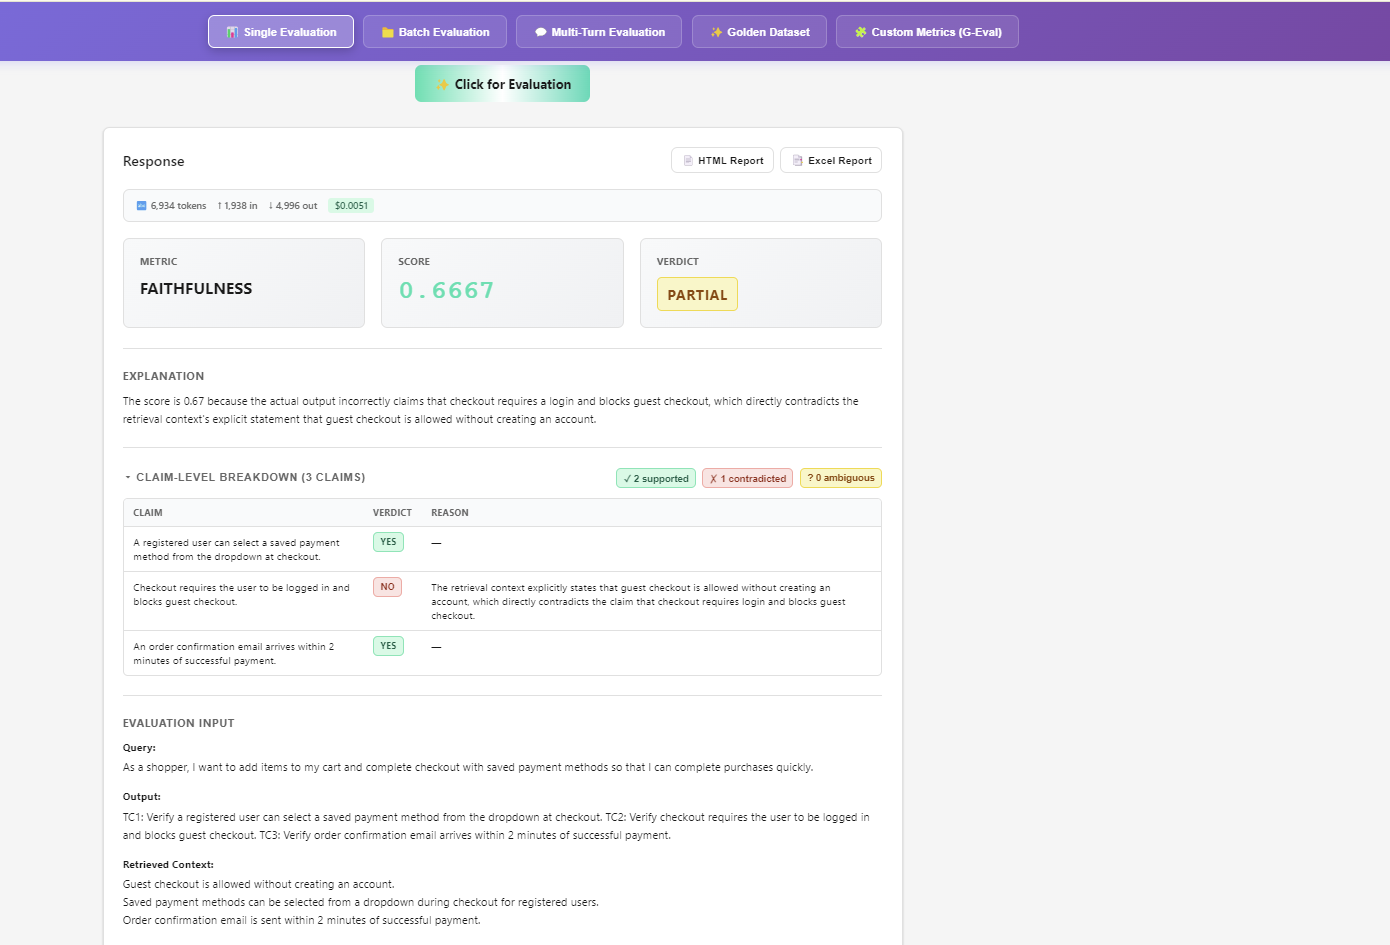 Single Evaluation
Batch Evaluation
Multi-Turn Evaluation
Golden Dataset
Custom Metrics (G-Eval)
Click for Evaluation
Response
HTML Report
Excel Report
6,934 tokens ↑ 1,938 in ↓ 4,996 out $0.0051
METRIC
FAITHFULNESS
SCORE
0.6667
VERDICT
PARTIAL
EXPLANATION
The score is 0.67 because the actual output incorrectly claims that checkout requires a login and blocks guest checkout, which directly contradicts the
retrieval context's explicit statement that guest checkout is allowed without creating an account.
CLAIM-LEVEL BREAKDOWN (3 CLAIMS)
✓ 2 supported
✗ 1 contradicted
? 0 ambiguous
CLAIM VERDICT REASON
A registered user can select a saved payment
method from the dropdown at checkout.
YES
—
Checkout requires the user to be logged in and
blocks guest checkout.
NO
The retrieval context explicitly states that guest checkout is allowed without creating an
account, which directly contradicts the claim that checkout requires login and blocks guest
checkout.
An order confirmation email arrives within 2
minutes of successful payment.
YES
—
EVALUATION INPUT
Query:
As a shopper, I want to add items to my cart and complete checkout with saved payment methods so that I can complete purchases quickly.
Output:
TC1: Verify a registered user can select a saved payment method from the dropdown at checkout. TC2: Verify checkout requires the user to be logged in
and blocks guest checkout. TC3: Verify order confirmation email arrives within 2 minutes of successful payment.
Retrieved Context:
Guest checkout is allowed without creating an account.
Saved payment methods can be selected from a dropdown during checkout for registered users.
Order confirmation email is sent within 2 minutes of successful payment.